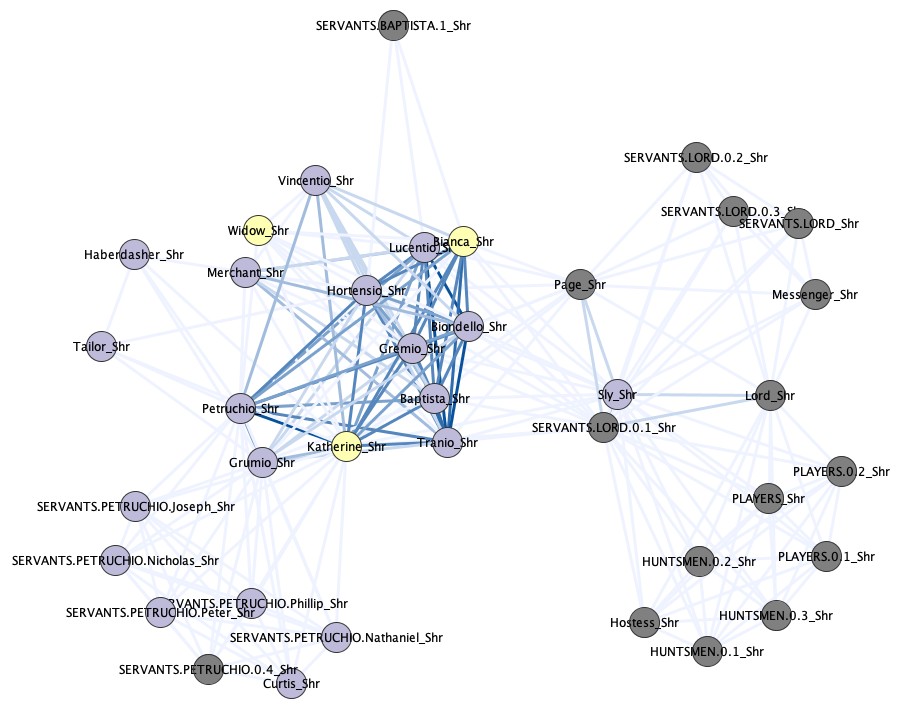 SERVANTS.BAPTISTA.1_Shr
SERVANTS.LORD.0.2_Shr
Vincentio_Shr
SERVANTS.LORD.0.3_S
SERVANTS.LORD_Shr
Widow_Shr
Lucentio_S
Bianca_Shr
Haberdasher_Shr
Merchant_Shr
Page_Shr
Hortensio_Shr
Messenger_Shr
Biondello_Shr
Tailor_Shr
Gremio_Shr
Sly_Shr
Lord_Shr
Baptista_Shr
Petruchio_Shr
SERVANTS.LORD.0.1_Shr
Katherine_Shr
Tranio_Shr
Grumio_Shr
PLAYERS.0.2_Shr
PLAYERS_Shr
SERVANTS.PETRUCHIO.Joseph_Shr
SERVANTS.PETRUCHIO.Nicholas_Shr
HUNTSMEN.0.2_Shr
PLAYERS.0.1_Shr
RVANTS.PETRUCHIO.Phillip_Shr
SERVANTS.PETRUCHIO.Peter_Shr
HUNTSMEN.0.3_Shr
Hostess_Shr
SERVANTS.PETRUCHIO.Nathaniel_Shr
HUNTSMEN.0.1_Shr
SERVANTS.PETRUCHIO.0.4_Shr
Curtis_Shr